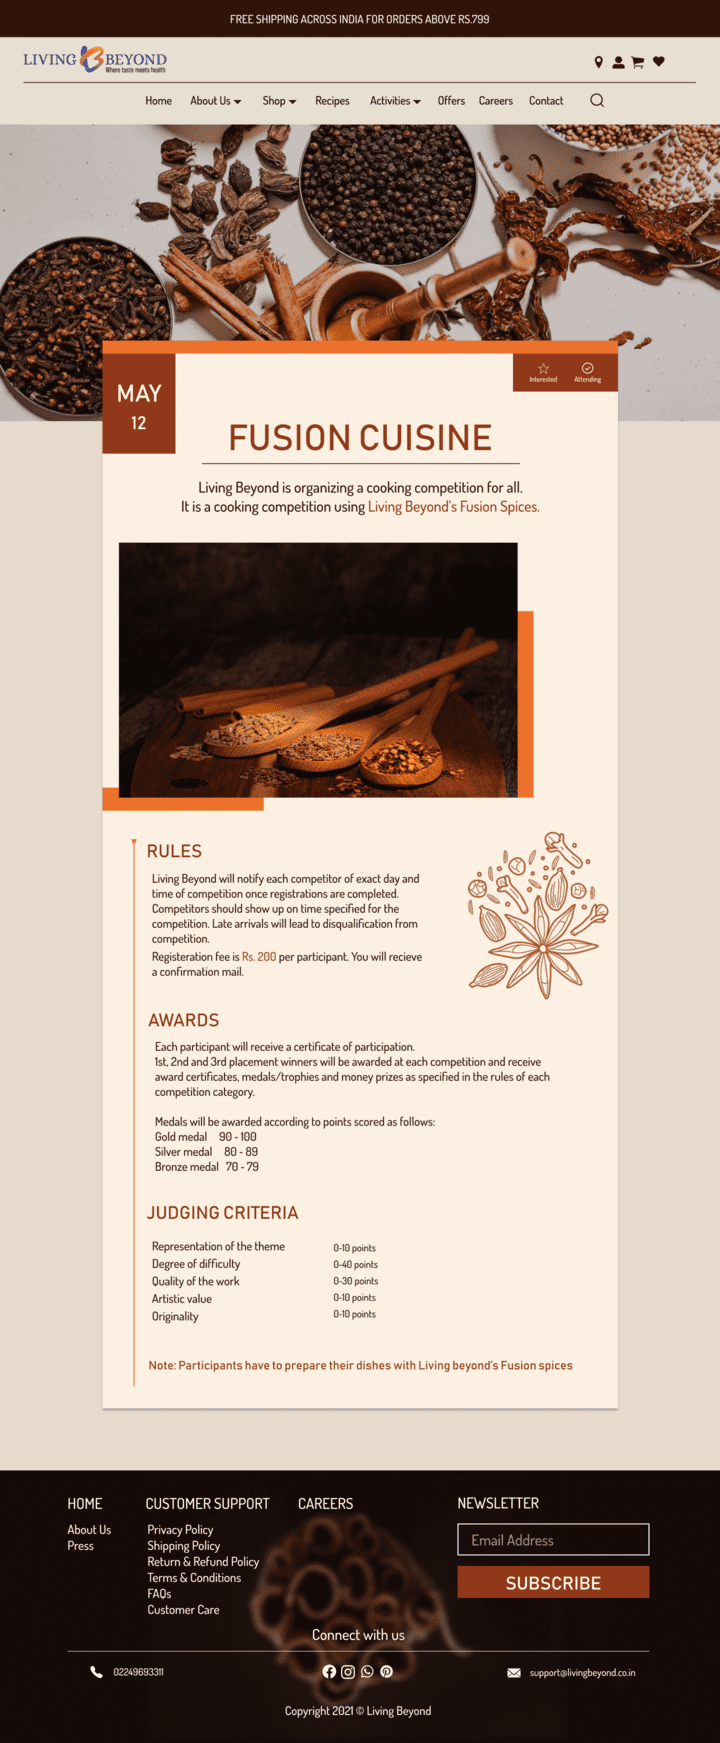 FREE SHIPPING ACROSS INDIA FOR ORDERS ABOVE RS.799
LIVING B BEYOND
Where taste meets health
Home About Us Shop Recipes Activities Offers Careers Contact
MAY
12
Interested Attending
FUSION CUISINE
Living Beyond is organizing a cooking competition for all.
It is a cooking competition using Living Beyond's Fusion Spices.
RULES
Living Beyond will notify each competitor of exact day and
time of competition once registrations are completed.
Competitors should show up on time specified for the
competition. Late arrivals will lead to disqualification from
competition.
Registeration fee is Rs. 200 per participant. You will recieve
a confirmation mail.
AWARDS
Each participant will receive a certificate of participation.
1st, 2nd and 3rd placement winners will be awarded at each competition and receive
award certificates, medals/trophies and money prizes as specified in the rules of each
competition category.
Medals will be awarded according to points scored as follows:
Gold medal 90 - 100
Silver medal 80 - 89
Bronze medal 70 - 79
JUDGING CRITERIA
Representation of the theme 0-10 points
Degree of difficulty 0-40 points
Quality of the work 0-30 points
Artistic value 0-10 points
Originality 0-10 points
Note: Participants have to prepare their dishes with Living beyond's Fusion spices
HOME
About Us
Press
CUSTOMER SUPPORT
Privacy Policy
Shipping Policy
Return & Refund Policy
Terms & Conditions
FAQs
Customer Care
CAREERS
NEWSLETTER
Email Address
SUBSCRIBE
Connect with us
02249693311
support@livingbeyond.co.in
Copyright 2021 © Living Beyond